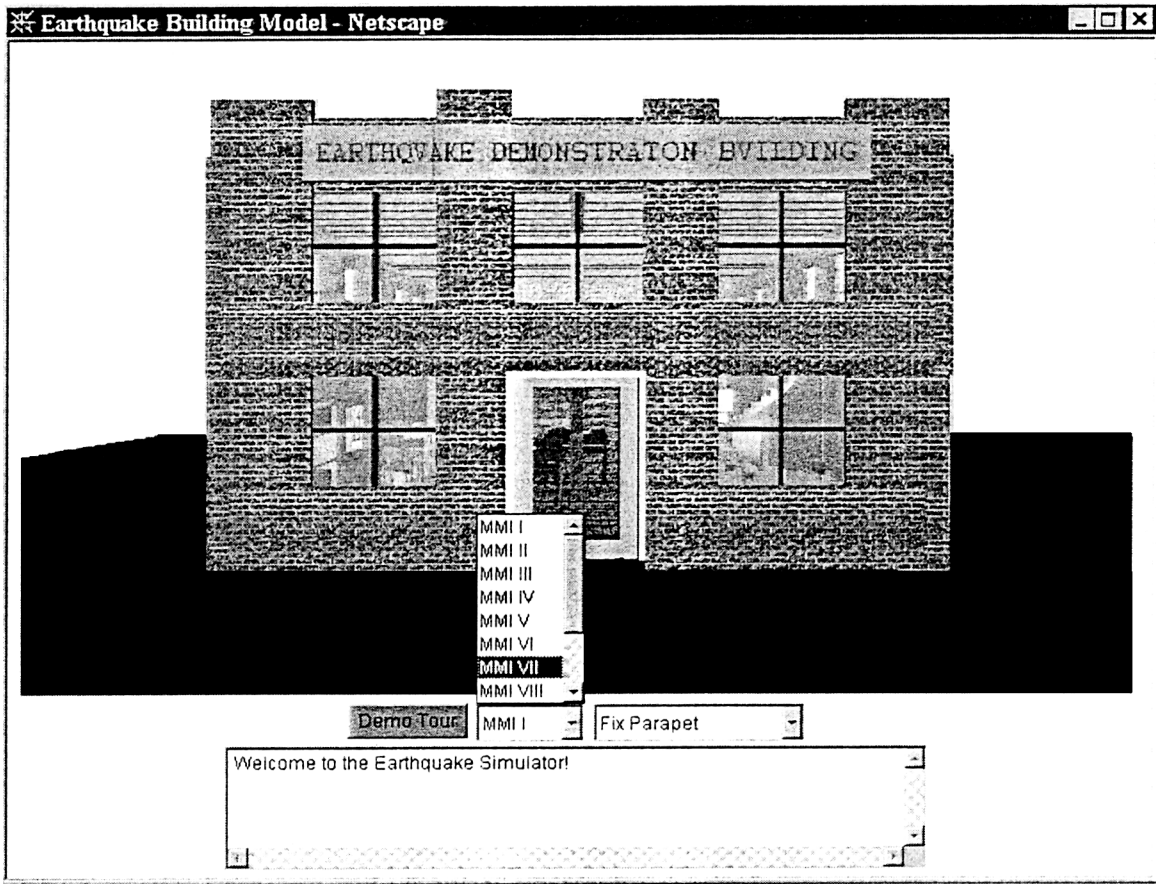 Earthquake Building Model - Netscape
EARTHQVAKE DEMONSTRATON BVILDING
MMI I
MMI II
MMI III
MMI IV
MMI V
MMI VI
MMI VII
MMI VIII
Demo Tour MMI I Fix Parapet
Welcome to the Earthquake Simulator!